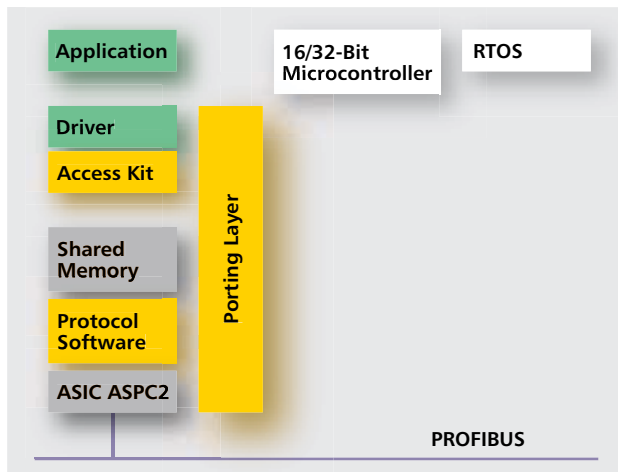 Application
16/32-Bit
Microcontroller
RTOS
Driver
Access Kit
Porting Layer
Shared
Memory
Protocol
Software
ASIC ASPC2
PROFIBUS